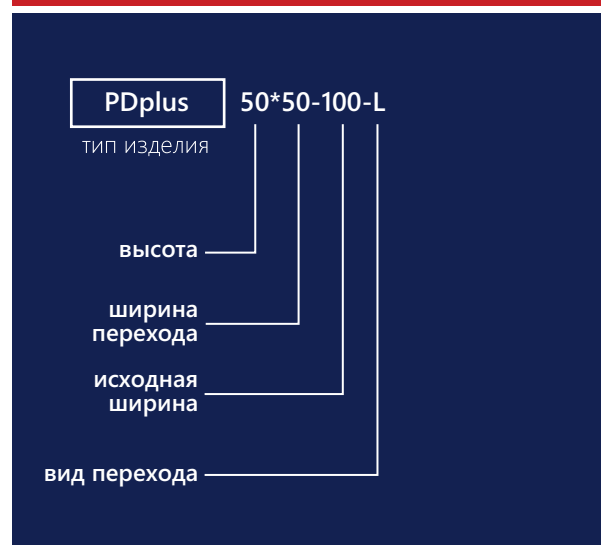 PDplus 50*50-100-L
тип изделия
высота
ширина
перехода
исходная
ширина
вид перехода